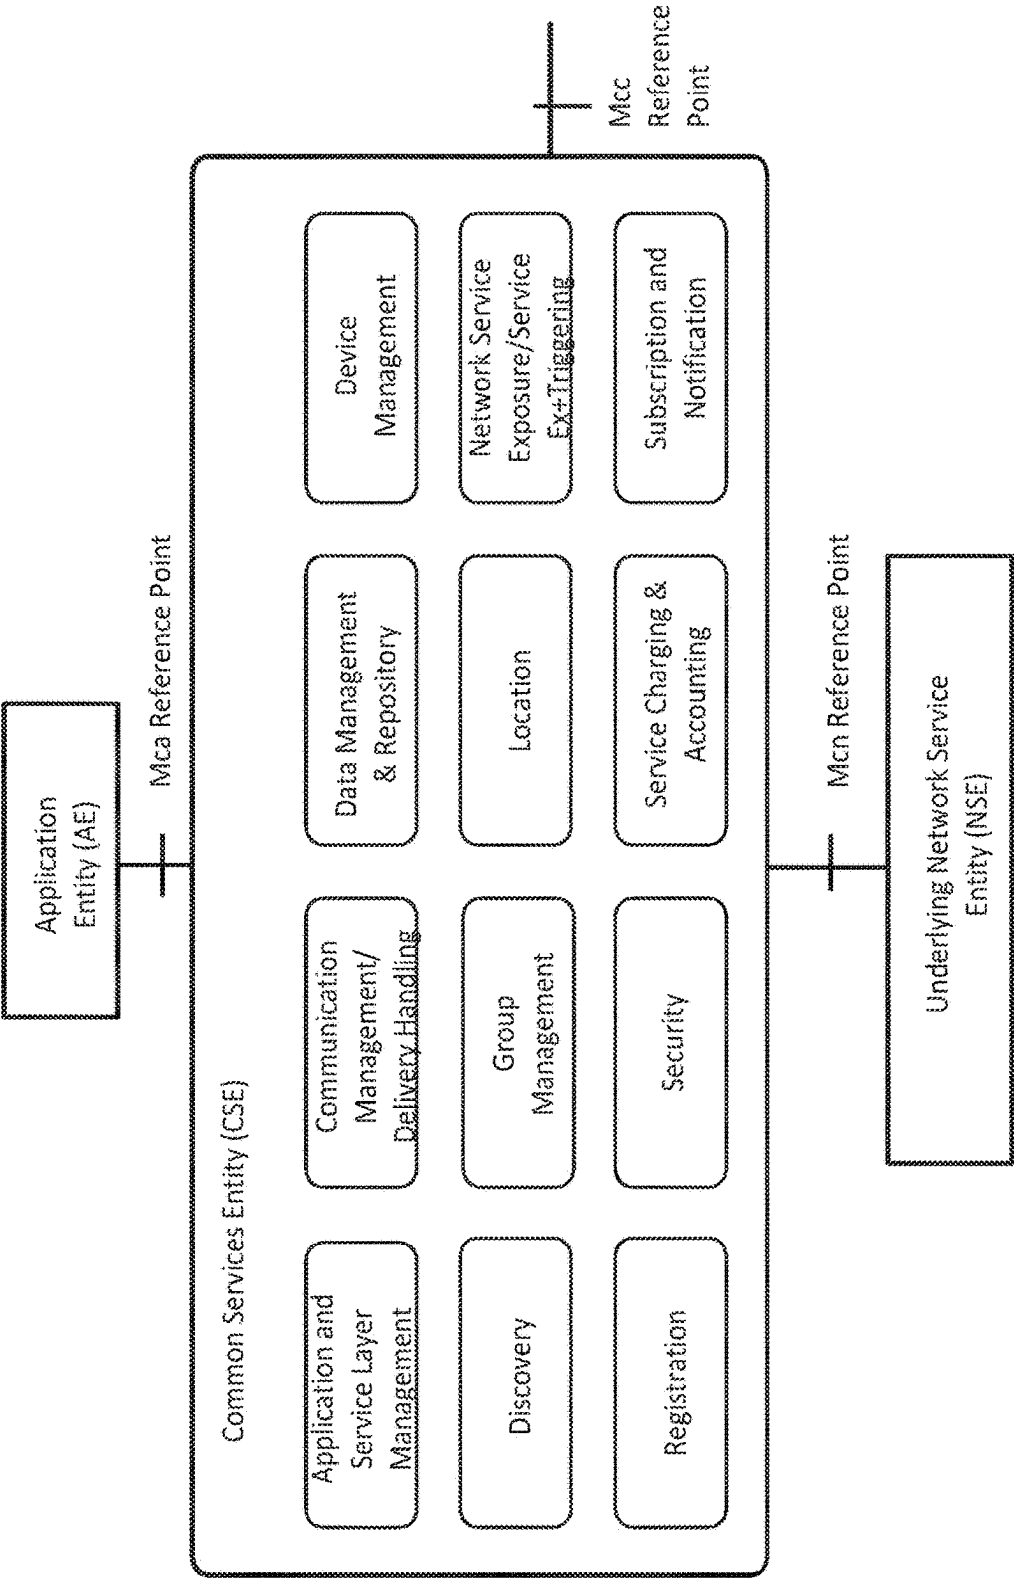 Application
Entity (AE)
Mca Reference Point
Common Services Entity (CSE)
Application and
Service Layer
Management
Communication
Management/
Delivery Handling
Data Management
& Repository
Device
Management
Discovery
Group
Management
Location
Network Service
Exposure/Service
Ex+Triggering
Registration
Security
Service Charging &
Accounting
Subscription and
Notification
Mcc
Reference
Point
Mcn Reference Point
Underlying Network Service
Entity (NSE)